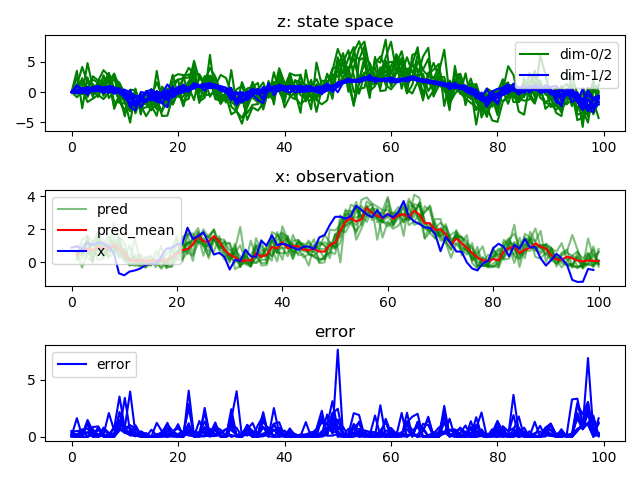 z: state space
5
0
−5
dim-0/2
dim-1/2
0 20 40 60 80 100
x: observation
4
2
0
pred
pred_mean
x
0 20 40 60 80 100
error
5
0
error
0 20 40 60 80 100